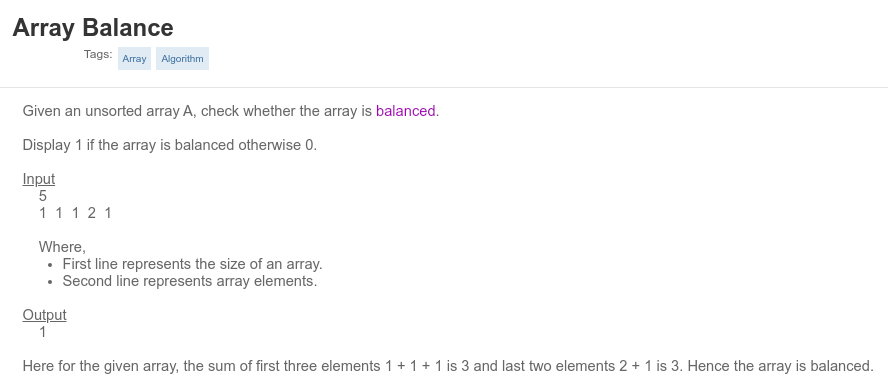 Array Balance
Tags: Array Algorithm
Given an unsorted array A, check whether the array is balanced.
Display 1 if the array is balanced otherwise 0.
Input
5
1 1 1 2 1
Where,
• First line represents the size of an array.
• Second line represents array elements.
Output
1
Here for the given array, the sum of first three elements 1 + 1 + 1 is 3 and last two elements 2 + 1 is 3. Hence the array is balanced.